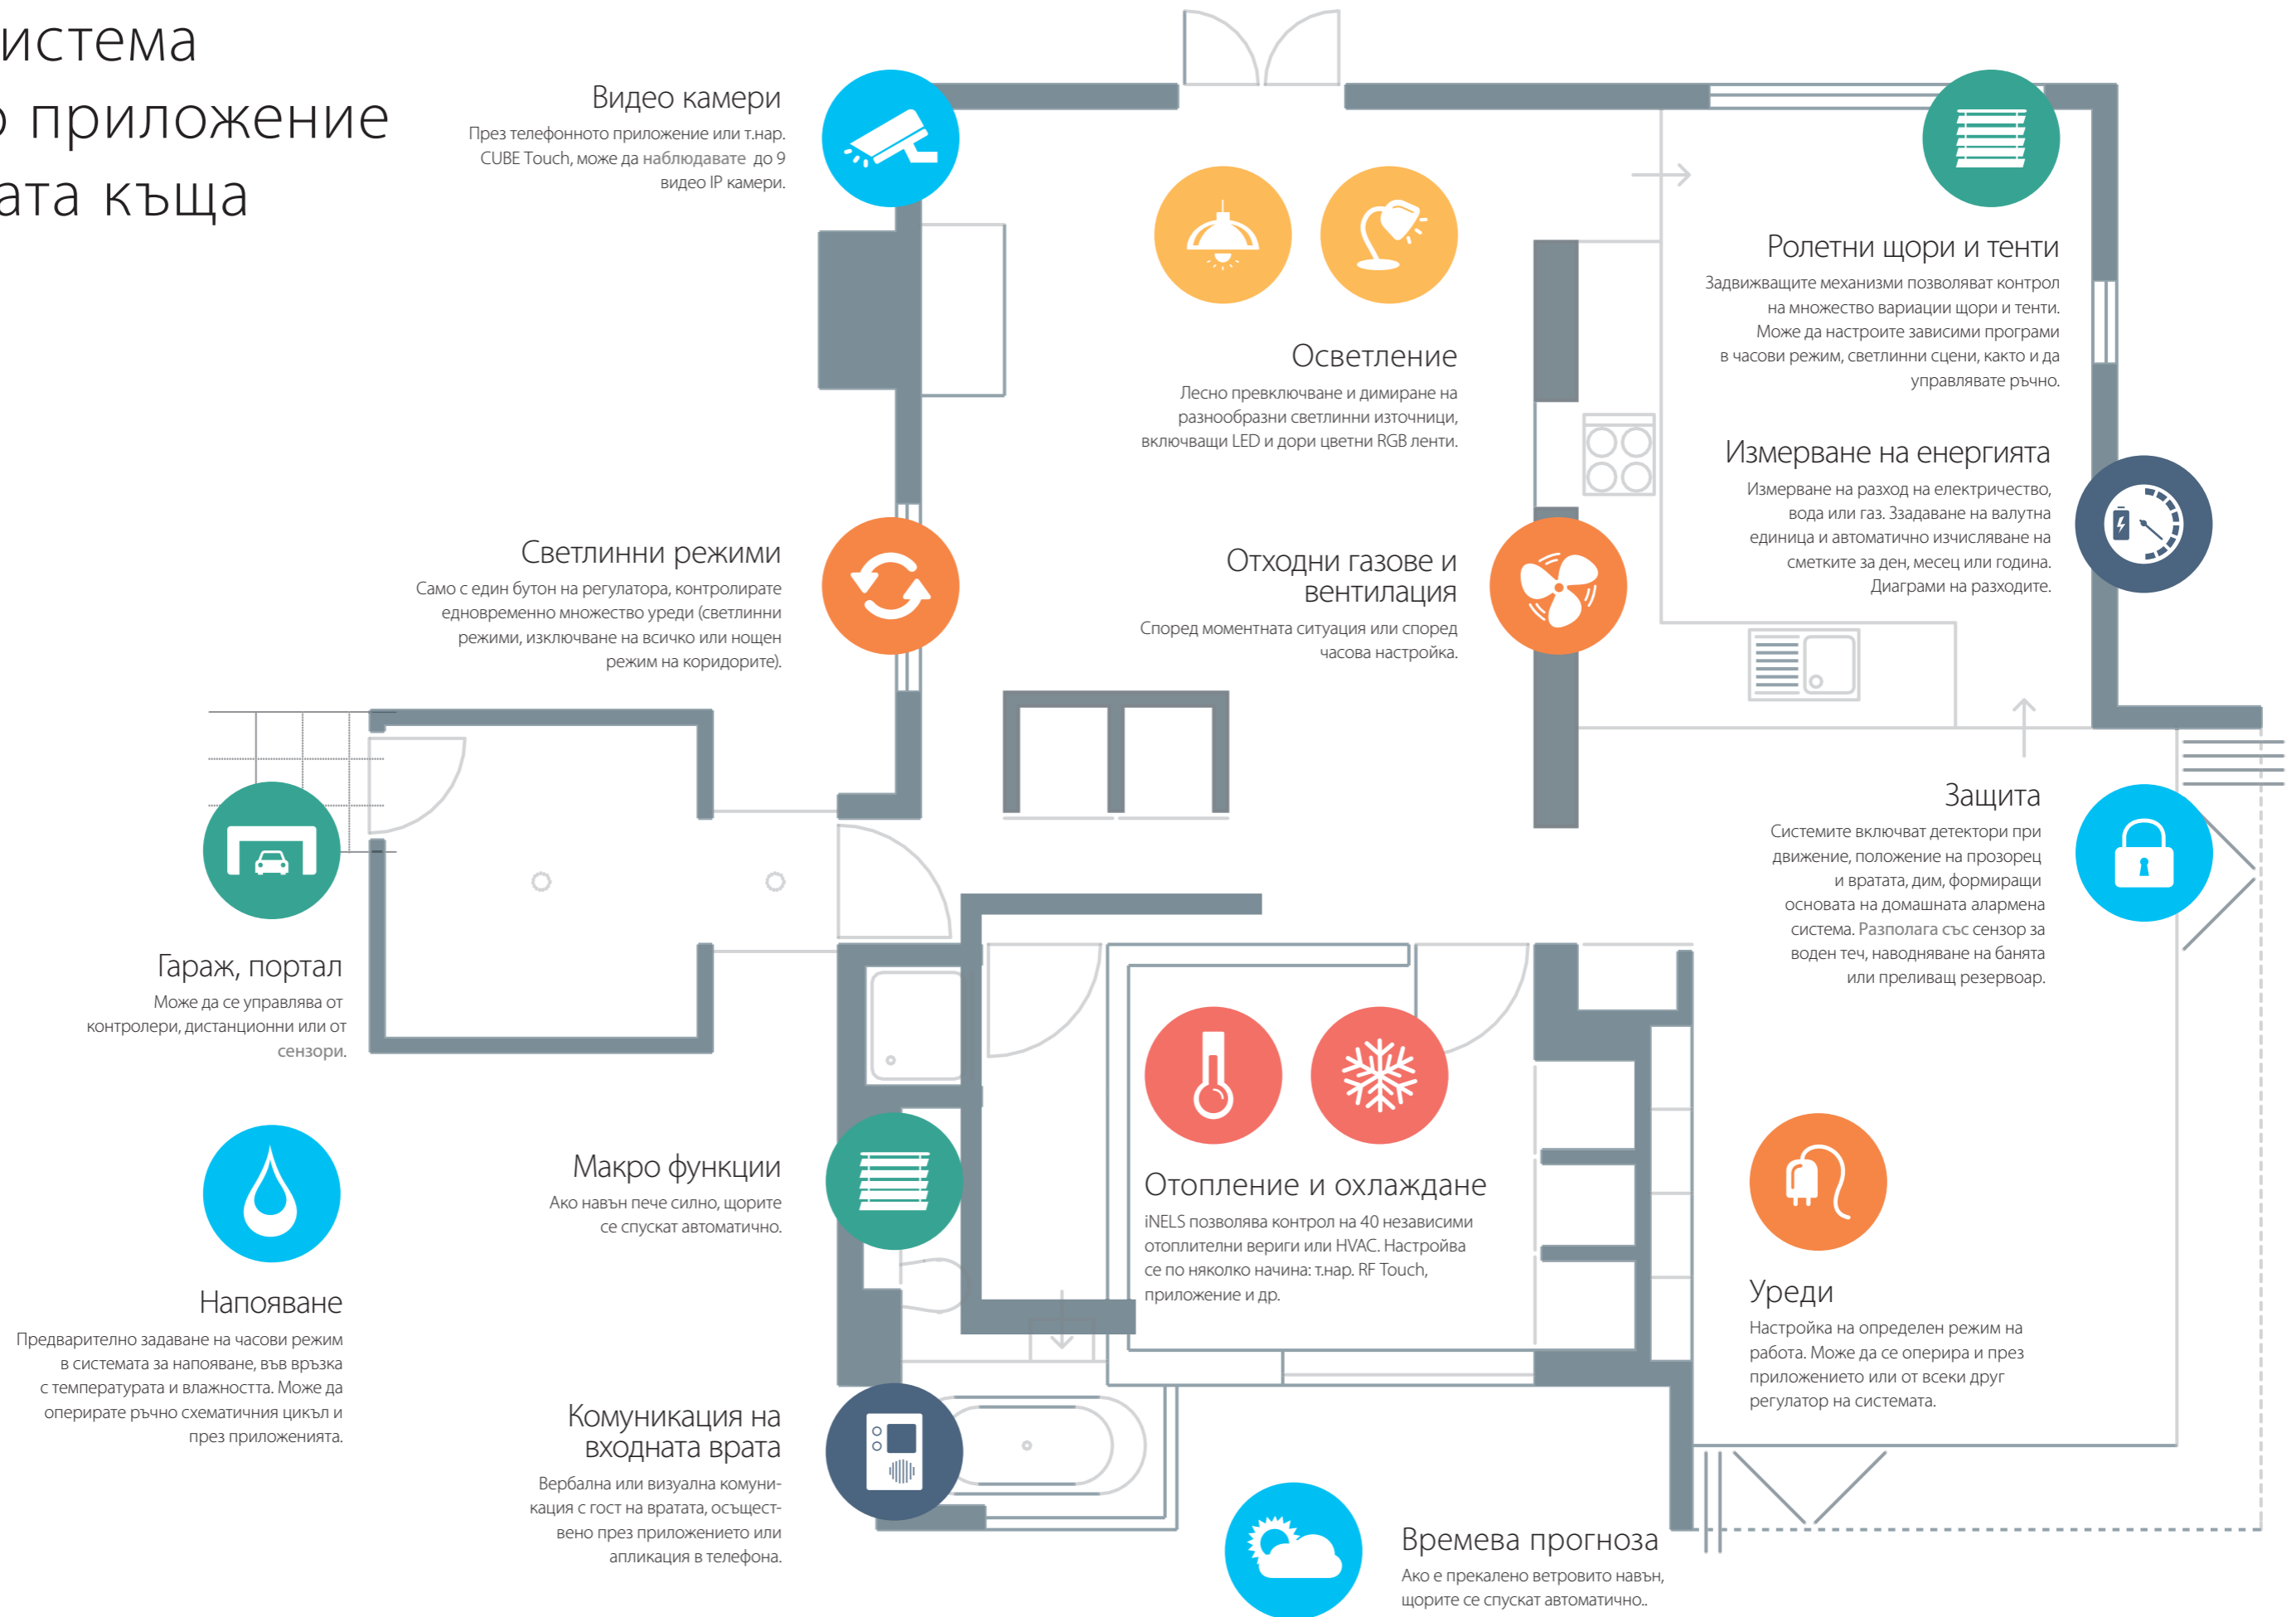 истема
о приложение
ата къща
Видео камери
През телефонното приложение или т.нар.
CUBE Touch, може да наблюдавате до 9
видео IP камери.
Осветление
Лесно превключване и димиране на
разнообразни светлинни източници,
включващи LED и дори цветни RGB ленти.
Ролетни щори и тенти
Задвижващите механизми позволяват контрол
на множество вариации щори и тенти.
Може да настроите зависими програми
в часови режим, светлинни сцени, както и да
управлявате ръчно.
Измерване на енергията
Измерване на разход на електричество,
вода или газ. Ззадаване на валутна
единица и автоматично изчисляване на
сметките за ден, месец или година.
Диаграми на разходите.
Светлинни режими
Само с един бутон на регулатора, контролирате
едновременно множество уреди (светлинни
режими, изключване на всичко или нощен
режим на коридорите).
Отходни газове и
вентилация
Според моментната ситуация или според
часова настройка.
Защита
Системите включват детектори при
движение, положение на прозорец
и вратата, дим, формиращи
основата на домашната алармена
система. Разполага със сензор за
воден теч, наводняване на банята
или преливащ резервоар.
Гараж, портал
Може да се управлява от
контролери, дистанционни или от
сензори.
Макро функции
Ако навън пече силно, щорите
се спускат автоматично.
Отопление и охлаждане
iNELS позволява контрол на 40 независими
отоплителни вериги или HVAC. Настройва
се по няколко начина: т.нар. RF Touch,
приложение и др.
Уреди
Настройка на определен режим на
работа. Може да се оперира и през
приложението или от всеки друг
регулатор на системата.
Напояване
Предварително задаване на часови режим
в системата за напояване, във връзка
с температурата и влажността. Може да
оперирате ръчно схематичния цикъл и
през приложенията.
Комуникация на
входната врата
Вербална или визуална комуни-
кация с гост на вратата, осъщест-
вено през приложението или
апликация в телефона.
Времева прогноза
Ако е прекалено ветровито навън,
щорите се спускат автоматично..